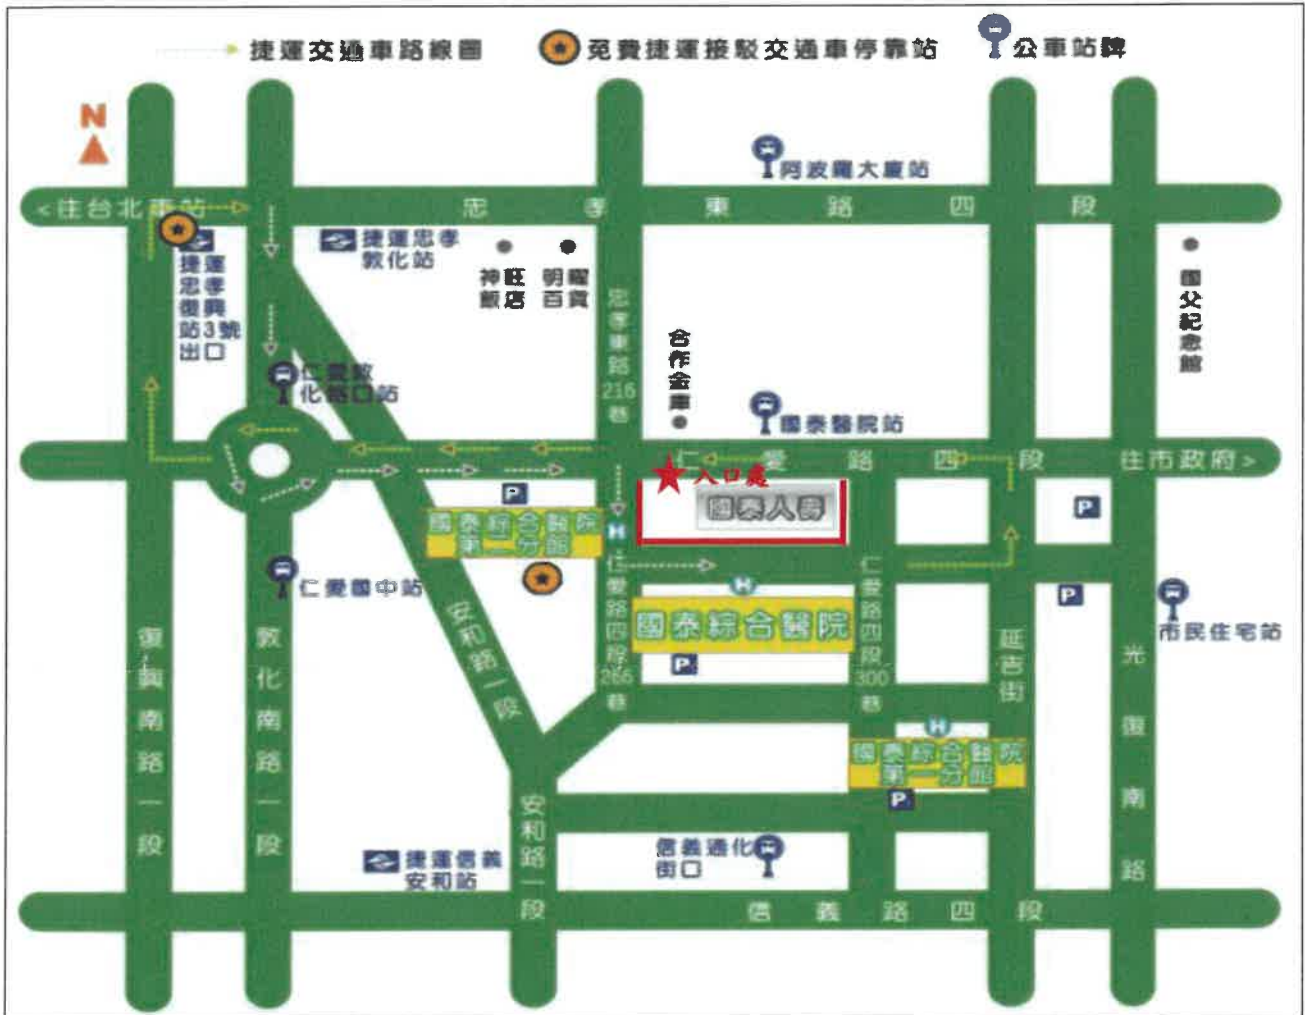 捷運交通車路線圖
免費捷運接駁交通車停靠站
公車站牌
N
阿波羅大廈站
<往台北車站
忠孝東路四段
捷運忠孝
敦化站
捷運
忠孝
復興
站3號
出口
神旺
飯店
明曜
百貨
國父紀念館
忠孝東路216巷
合作金庫
仁愛敦
化路口站
國泰醫院站
仁愛路四段
往市政府>
入口處
國泰人壽
P
P
國泰綜合醫院
第二分館
H
H
仁愛國中站
仁愛路四段266巷
仁愛路四段300巷
國泰綜合醫院
P
P
市民住宅站
安和路一段
復興南路一段
敦化南路一段
延吉街
光復南路
H
國泰綜合醫院
第一分館
P
安和路一段
捷運信義
安和站
信義通化
街口
信義路四段